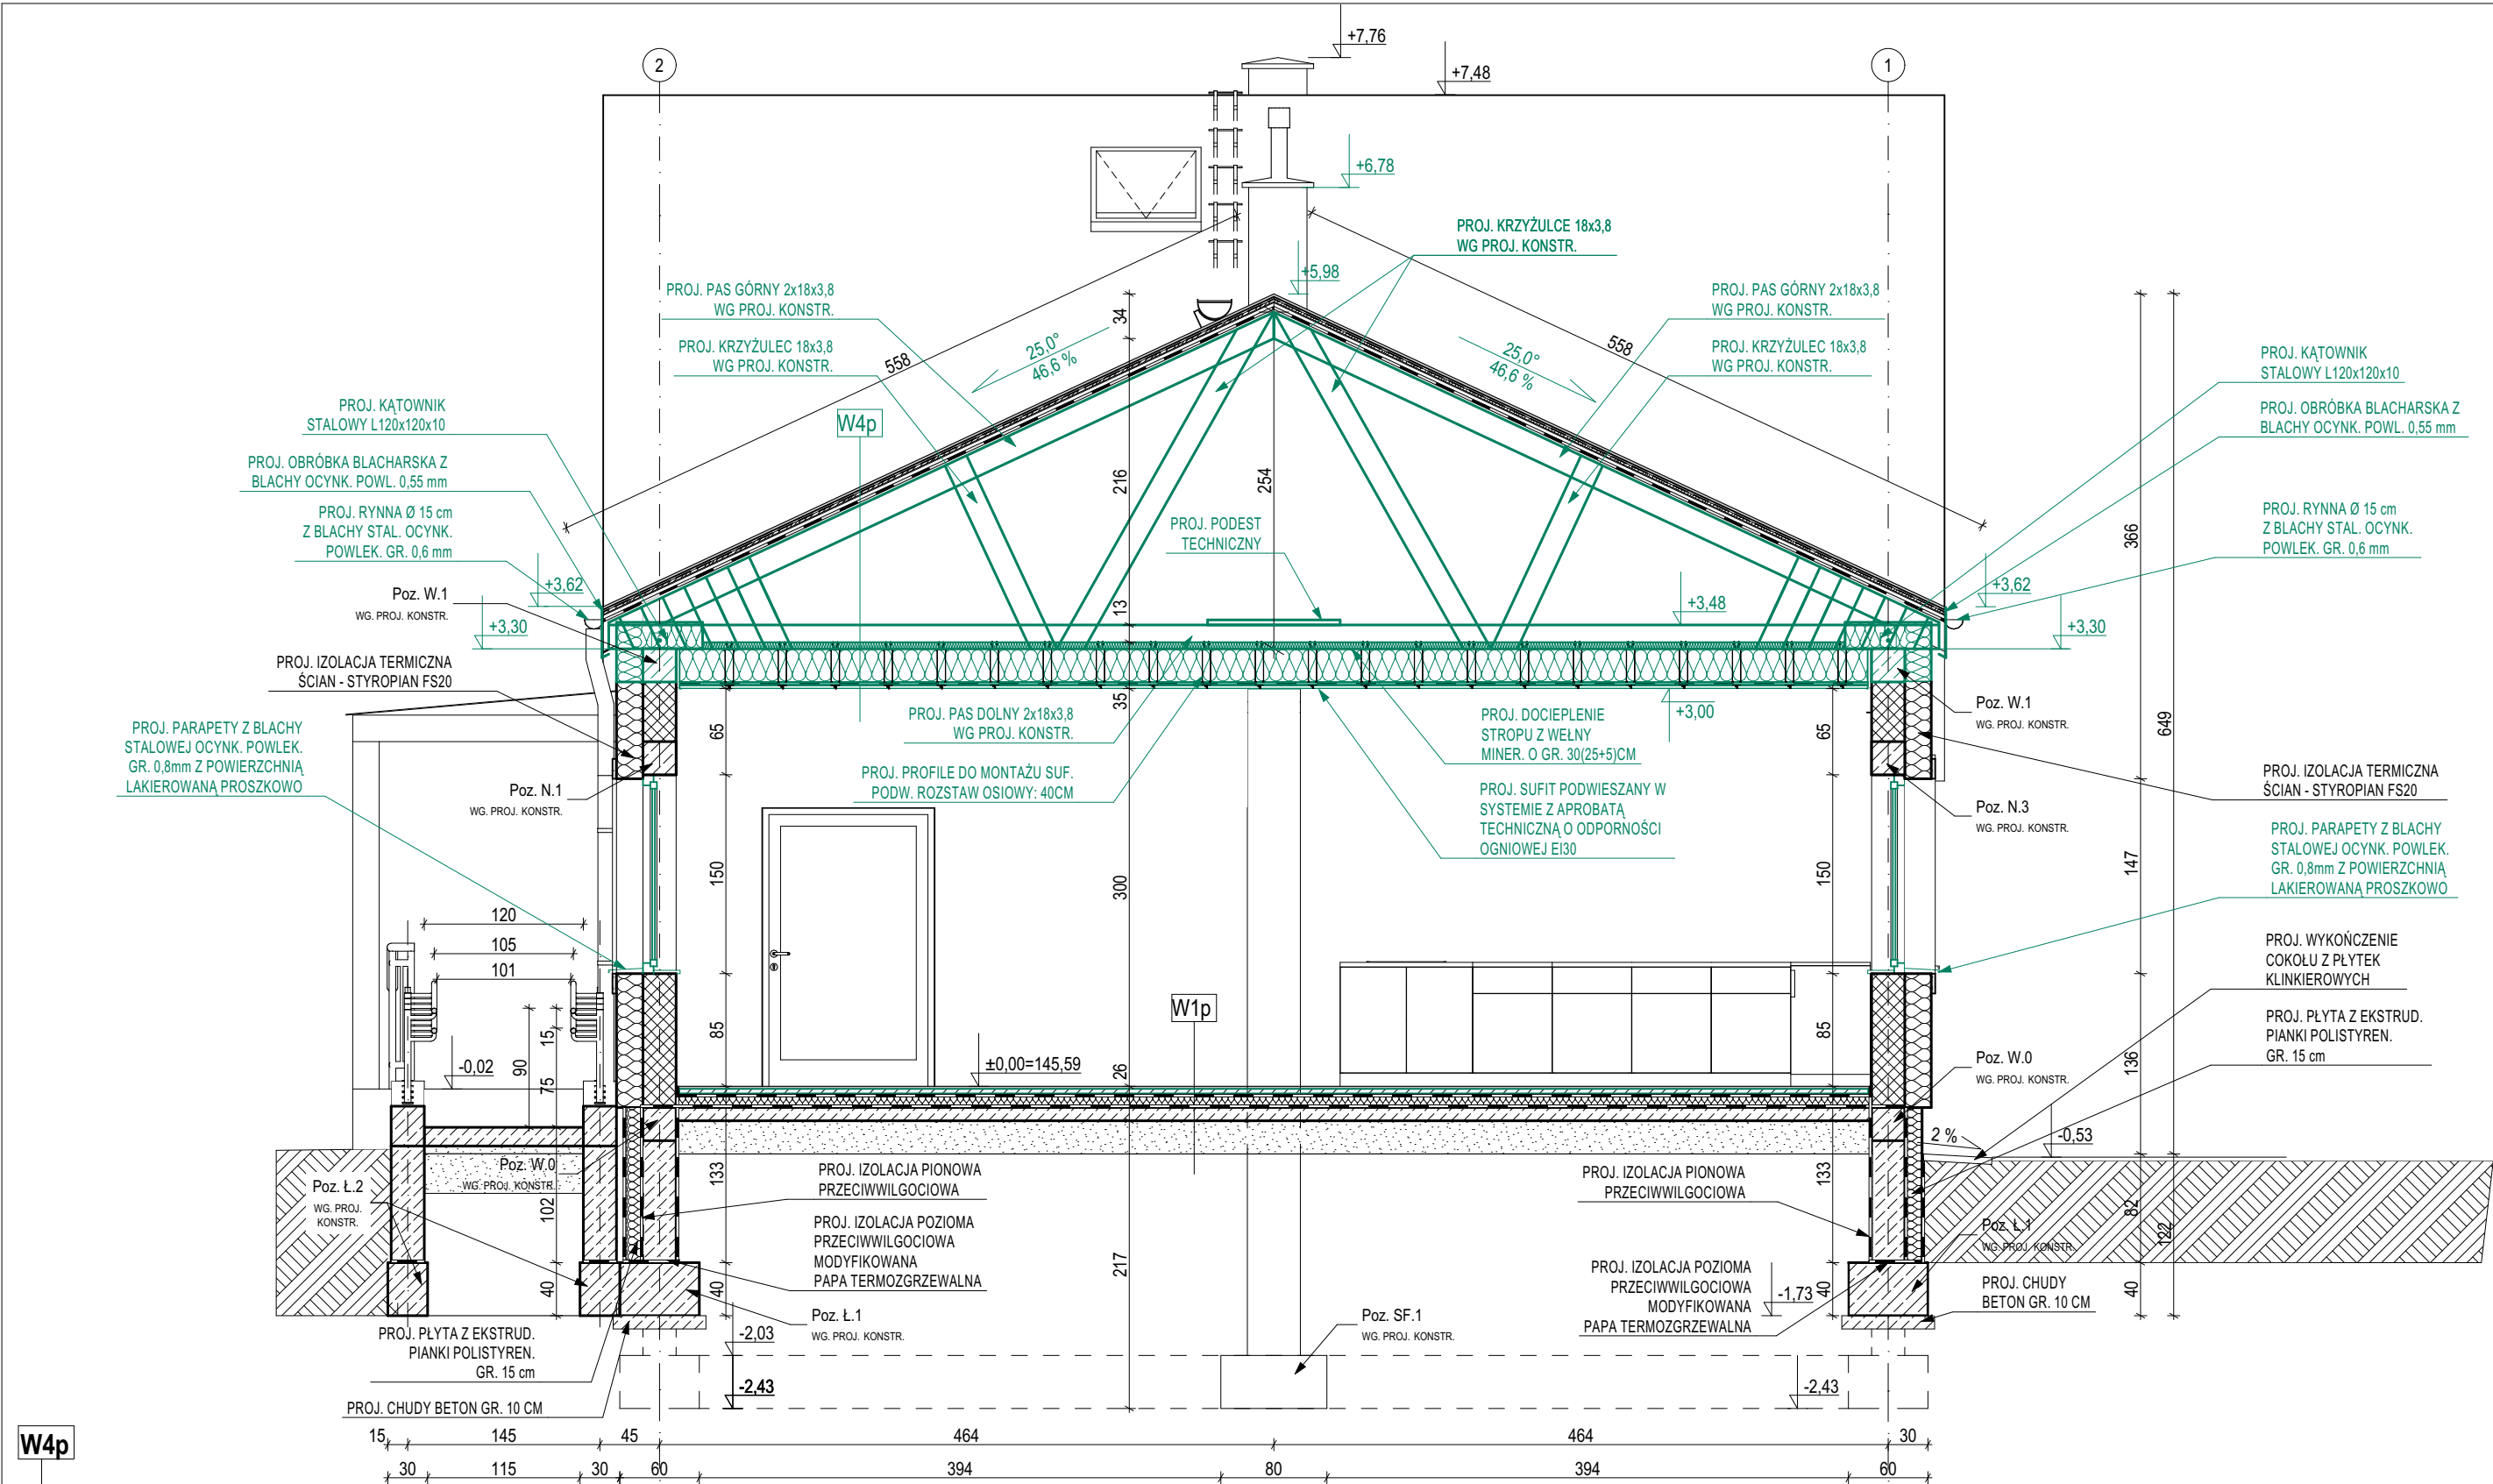 +7,76
2
+7,48
1
+6,78
PROJ. KRZYŻULCE 18x3,8
WG PROJ. KONSTR.
+5,98
PROJ. PAS GÓRNY 2x18x3,8
WG PROJ. KONSTR.
PROJ. KRZYŻULEC 18x3,8
WG PROJ. KONSTR.
558
25,0°
46,6 %
34
PROJ. PAS GÓRNY 2x18x3,8
WG PROJ. KONSTR.
PROJ. KRZYŻULEC 18x3,8
WG PROJ. KONSTR.
558
25,0°
46,6 %
PROJ. KĄTOWNIK
STALOWY L120x120x10
PROJ. OBRÓBKA BLACHARSKA Z
BLACHY OCYNK. POWL. 0,55 mm
PROJ. RYNNA Ø 15 cm
Z BLACHY STAL. OCYNK.
POWLEK. GR. 0,6 mm
PROJ. KĄTOWNIK
STALOWY L120x120x10
PROJ. OBRÓBKA BLACHARSKA Z
BLACHY OCYNK. POWL. 0,55 mm
PROJ. RYNNA Ø 15 cm
Z BLACHY STAL. OCYNK.
POWLEK. GR. 0,6 mm
W4p
216
254
PROJ. PODEST
TECHNICZNY
366
649
+3,62
+3,30
13
+3,48
+3,62
+3,30
Poz. W.1
WG. PROJ. KONSTR.
PROJ. IZOLACJA TERMICZNA
ŚCIAN - STYROPIAN FS20
PROJ. PARAPETY Z BLACHY
STALOWEJ OCYNK. POWLEK.
GR. 0,8mm Z POWIERZCHNIĄ
LAKIEROWANĄ PROSZKOWO
Poz. N.1
WG. PROJ. KONSTR.
65
35
PROJ. PAS DOLNY 2x18x3,8
WG PROJ. KONSTR.
PROJ. PROFILE DO MONTAŻU SUF.
PODW. ROZSTAW OSIOWY: 40CM
PROJ. DOCIEPLENIE
STROPU Z WEŁNY
MINER. O GR. 30(25+5)CM
PROJ. SUFIT PODWIESZANY W
SYSTEMIE Z APROBATĄ
TECHNICZNĄ O ODPORNOŚCI
OGNIOWEJ EI30
+3,00
65
Poz. W.1
WG. PROJ. KONSTR.
Poz. N.3
WG. PROJ. KONSTR.
PROJ. IZOLACJA TERMICZNA
ŚCIAN - STYROPIAN FS20
PROJ. PARAPETY Z BLACHY
STALOWEJ OCYNK. POWLEK.
GR. 0,8mm Z POWIERZCHNIĄ
LAKIEROWANĄ PROSZKOWO
150
300
150
147
120
105
101
15
90
75
-0,02
85
W1p
±0,00=145,59
26
85
136
PROJ. WYKOŃCZENIE
COKOŁU Z PŁYTEK
KLINKIEROWYCH
PROJ. PŁYTA Z EKSTRUD.
PIANKI POLISTYREN.
GR. 15 cm
Poz. W.0
WG. PROJ. KONSTR.
2 %
-0,53
Poz. Ł.2
WG. PROJ.
KONSTR.
Poz. W.0
WG. PROJ. KONSTR.
102
40
133
40
PROJ. IZOLACJA PIONOWA
PRZECIWWILGOCIOWA
PROJ. IZOLACJA POZIOMA
PRZECIWWILGOCIOWA
MODYFIKOWANA
PAPA TERMOZGRZEWALNA
Poz. Ł.1
WG. PROJ. KONSTR.
217
PROJ. IZOLACJA PIONOWA
PRZECIWWILGOCIOWA
PROJ. IZOLACJA POZIOMA
PRZECIWWILGOCIOWA
MODYFIKOWANA
PAPA TERMOZGRZEWALNA
133
40
-1,73
Poz. Ł.1
WG. PROJ. KONSTR.
PROJ. CHUDY
BETON GR. 10 CM
82
122
40
PROJ. PŁYTA Z EKSTRUD.
PIANKI POLISTYREN.
GR. 15 cm
PROJ. CHUDY BETON GR. 10 CM
-2,03
-2,43
Poz. SF.1
WG. PROJ. KONSTR.
-2,43
W4p
15 145 45 464 464 30
30 115 30 60 394 80 394 60